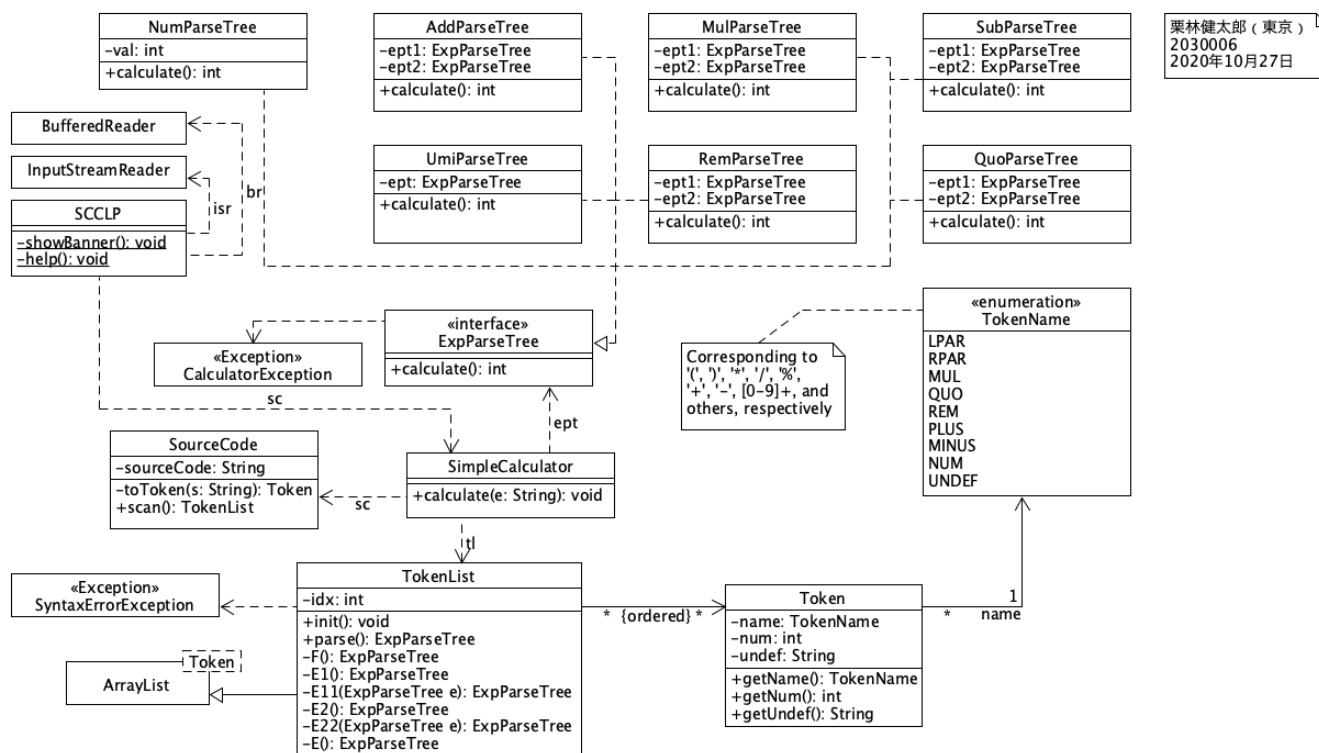 NumParseTree
-val: int
+calculate(): int
AddParseTree
-ept1: ExpParseTree
-ept2: ExpParseTree
+calculate(): int
MulParseTree
-ept1: ExpParseTree
-ept2: ExpParseTree
+calculate(): int
SubParseTree
-ept1: ExpParseTree
-ept2: ExpParseTree
+calculate(): int
栗林健太郎（東京）
2030006
2020年10月27日
BufferedReader
InputStreamReader
br
isr
SCCLP
-showBanner(): void
-help(): void
UmiParseTree
-ept: ExpParseTree
+calculate(): int
RemParseTree
-ept1: ExpParseTree
-ept2: ExpParseTree
+calculate(): int
QuoParseTree
-ept1: ExpParseTree
-ept2: ExpParseTree
+calculate(): int
«interface»
ExpParseTree
+calculate(): int
«Exception»
CalculatorException
sc
ept
Corresponding to
'(', ')', '*', '/', '%',
'+', '-', [0-9]+, and
others, respectively
«enumeration»
TokenName
LPAR
RPAR
MUL
QUO
REM
PLUS
MINUS
NUM
UNDEF
SourceCode
-sourceCode: String
-toToken(s: String): Token
+scan(): TokenList
sc
SimpleCalculator
+calculate(e: String): void
tl
«Exception»
SyntaxErrorException
Token
ArrayList
TokenList
-idx: int
+init(): void
+parse(): ExpParseTree
-F(): ExpParseTree
-E1(): ExpParseTree
-E11(ExpParseTree e): ExpParseTree
-E2(): ExpParseTree
-E22(ExpParseTree e): ExpParseTree
-E(): ExpParseTree
* {ordered} *
Token
-name: TokenName
-num: int
-undef: String
+getName(): TokenName
+getNum(): int
+getUndef(): String
* 
1
name